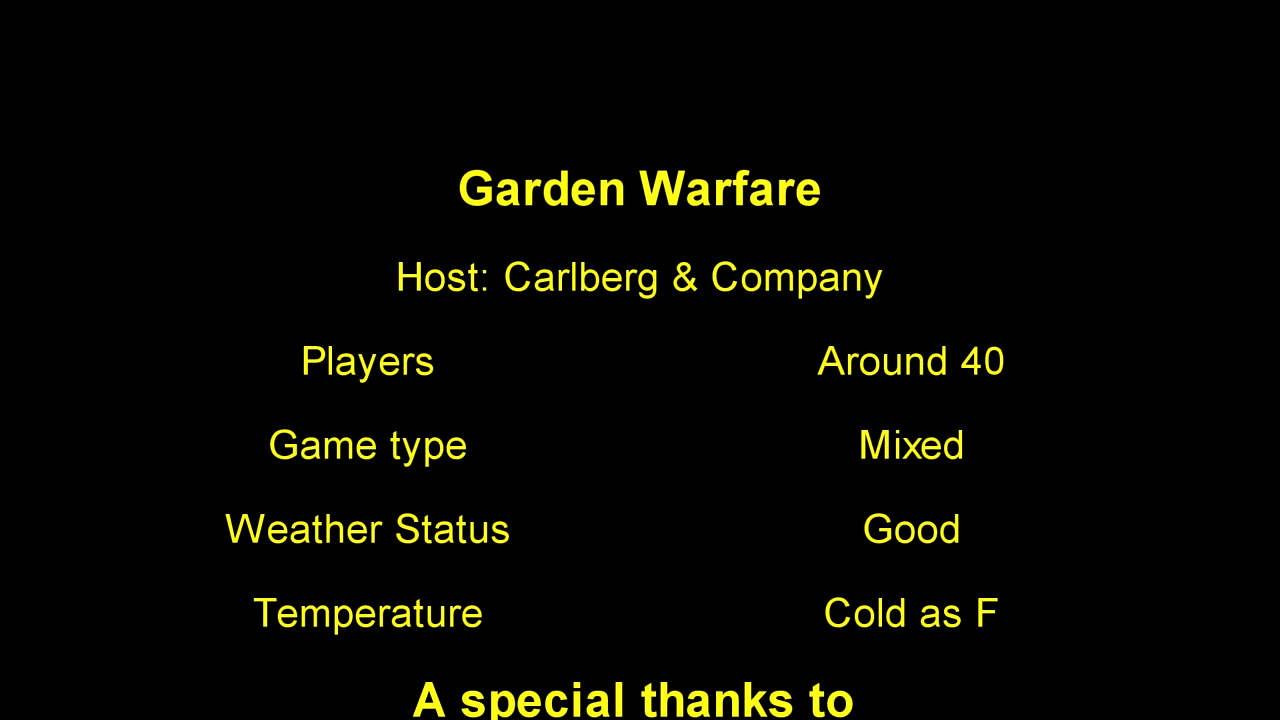 Garden Warfare
Host: Carlberg & Company
Players Around 40
Game type Mixed
Weather Status Good
Temperature Cold as F
A special thanks to